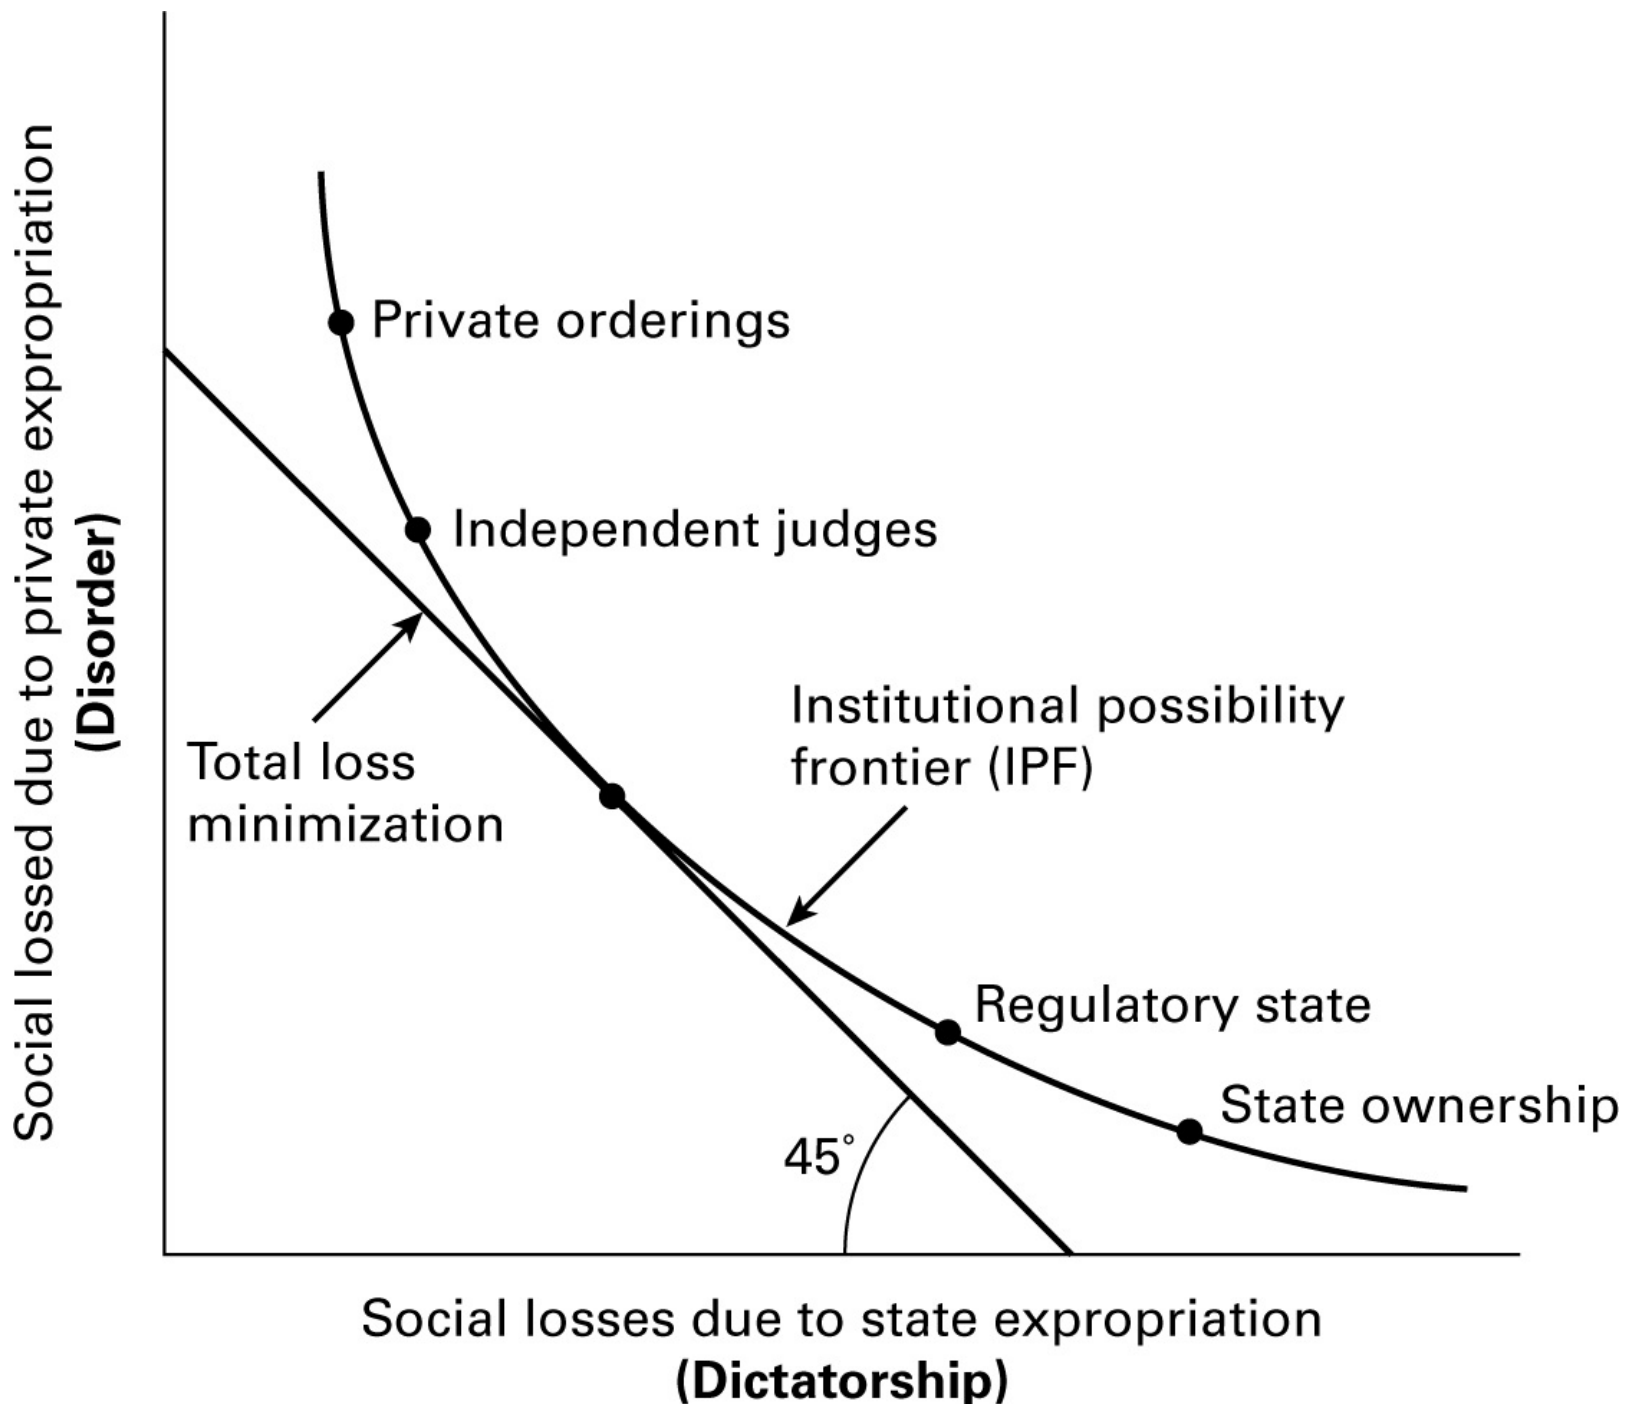 Social lossed due to private expropriation
(Disorder)
Private orderings
Independent judges
Total loss
minimization
Institutional possibility
frontier (IPF)
Regulatory state
State ownership
45°
Social losses due to state expropriation
(Dictatorship)